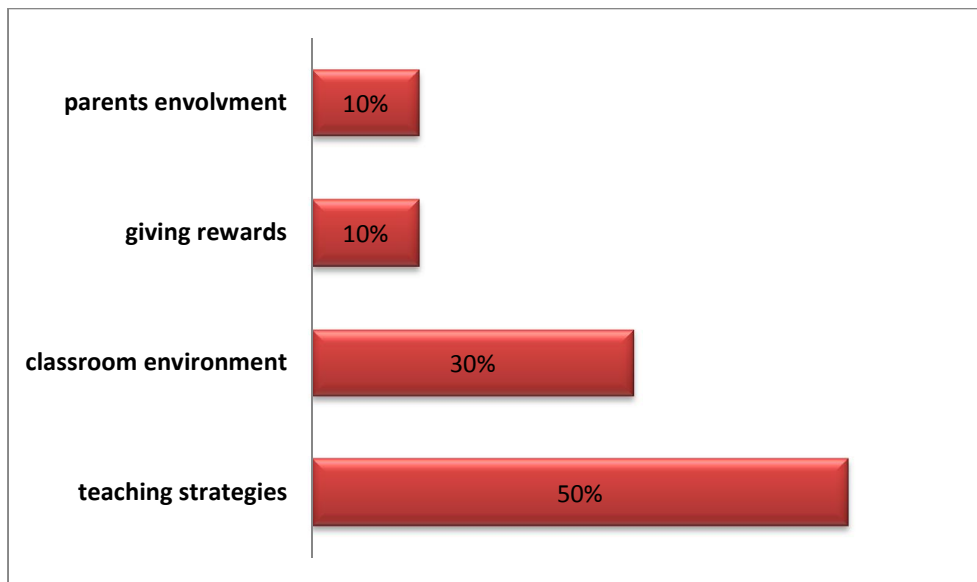 parents envolvment 10%
giving rewards 10%
classroom environment 30%
teaching strategies 50%